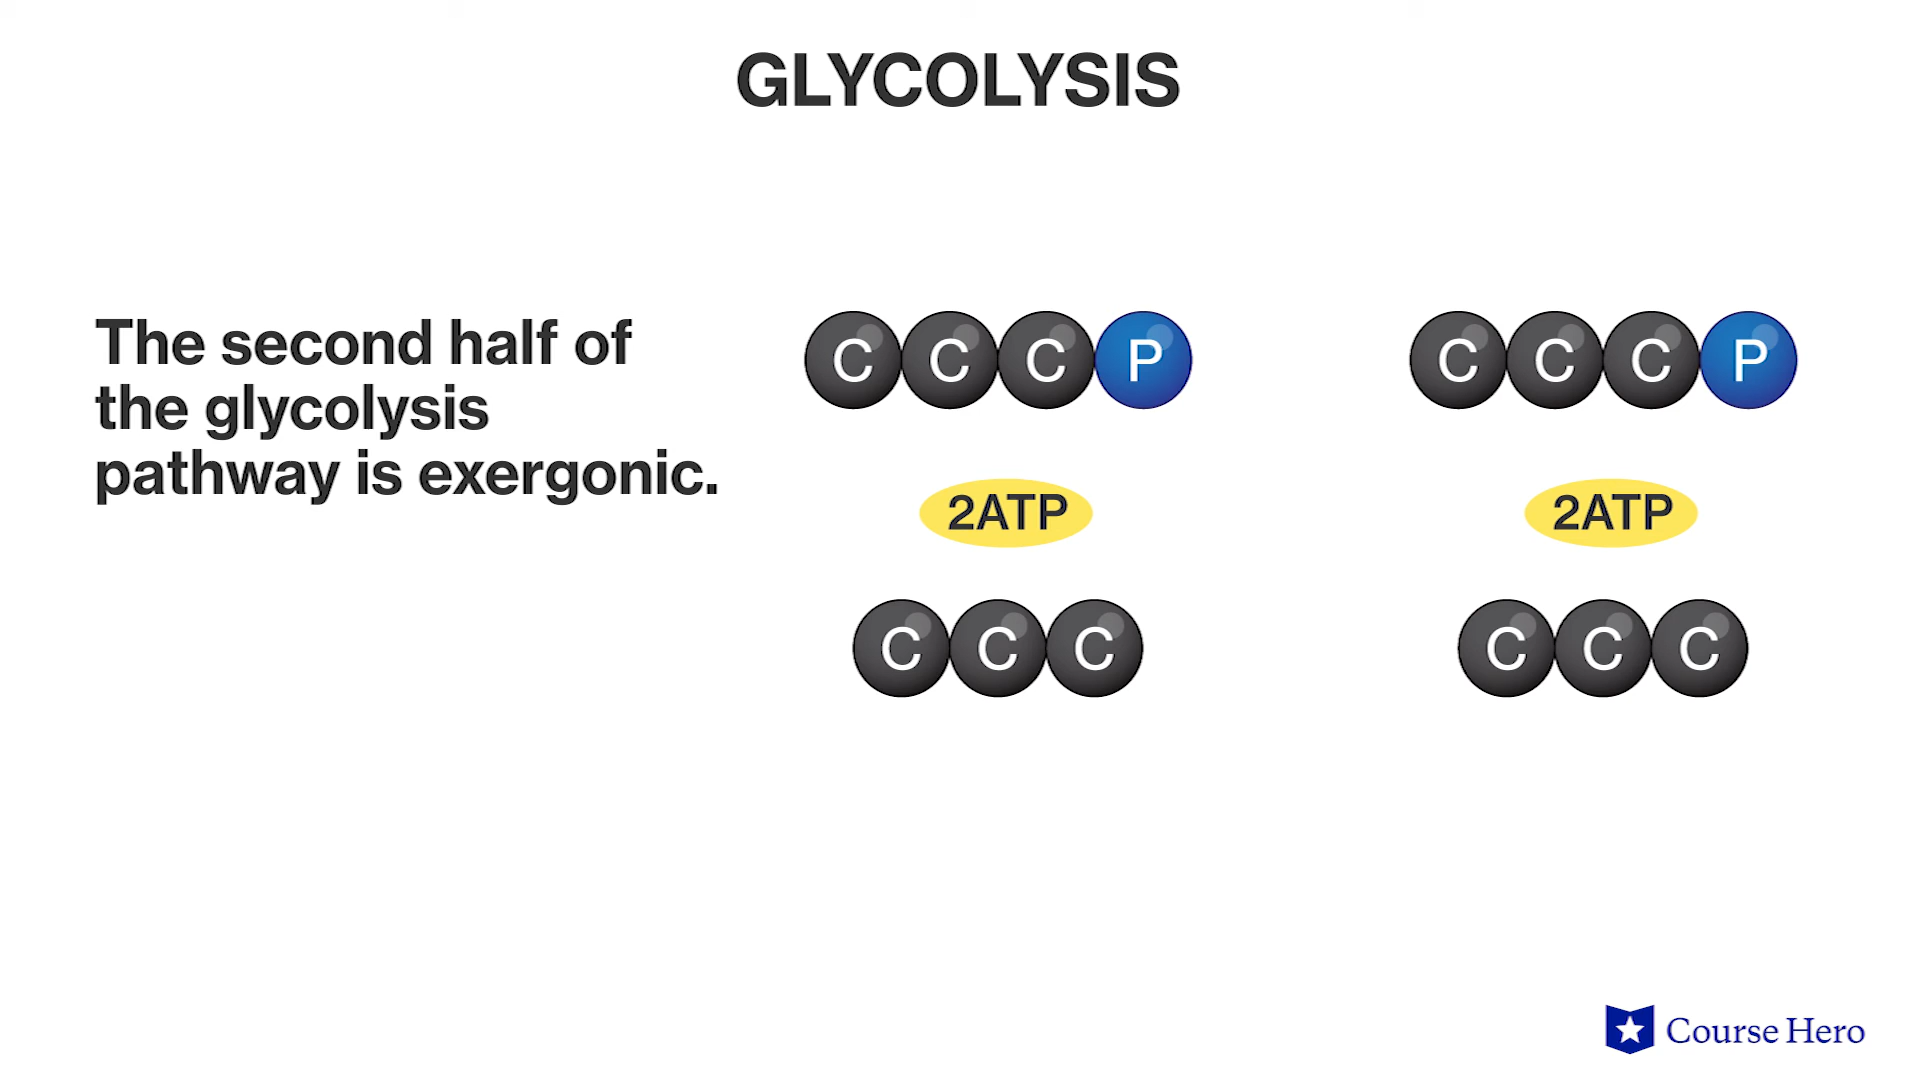 GLYCOLYSIS
The second half of
the glycolysis
pathway is exergonic.
C C C P
C C C P
2ATP
2ATP
C C C
C C C
Course Hero